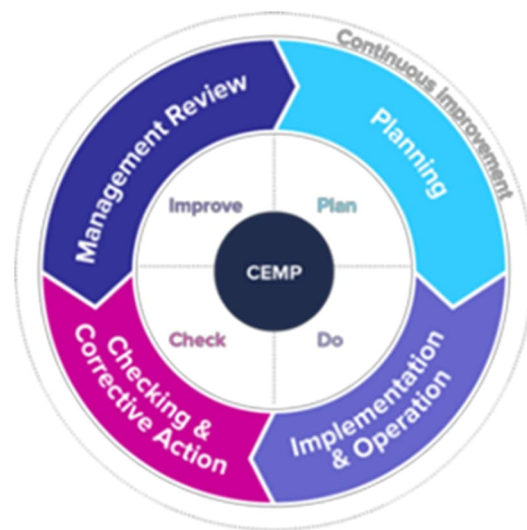 Continuous improvement
Management Review
Planning
Improve
Plan
CEMP
Check
Do
Checking &
Corrective Action
Implementation
& Operation